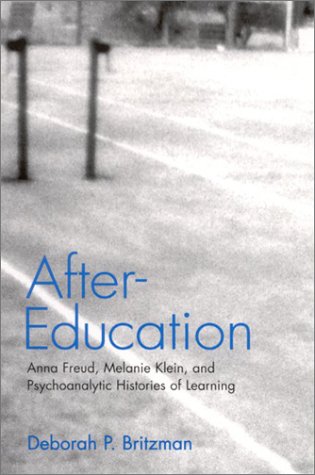 After-
Education
Anna Freud, Melanie Klein, and
Psychoanalytic Histories of Learning
Deborah P. Britzman